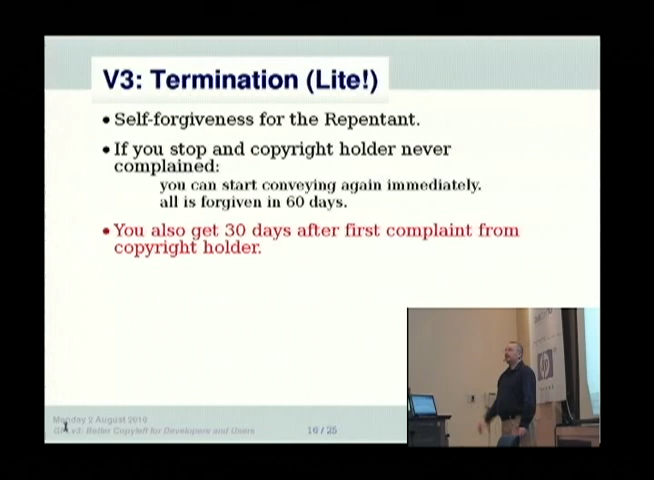 V3: Termination (Lite!)
• Self-forgiveness for the Repentant.
• If you stop and copyright holder never
complained:
you can start conveying again immediately.
all is forgiven in 60 days.
• You also get 30 days after first complaint from
copyright holder.
Monday 2 August 2010
GPLv3: Better Copyleft for Developers and Users
16 / 25
hp